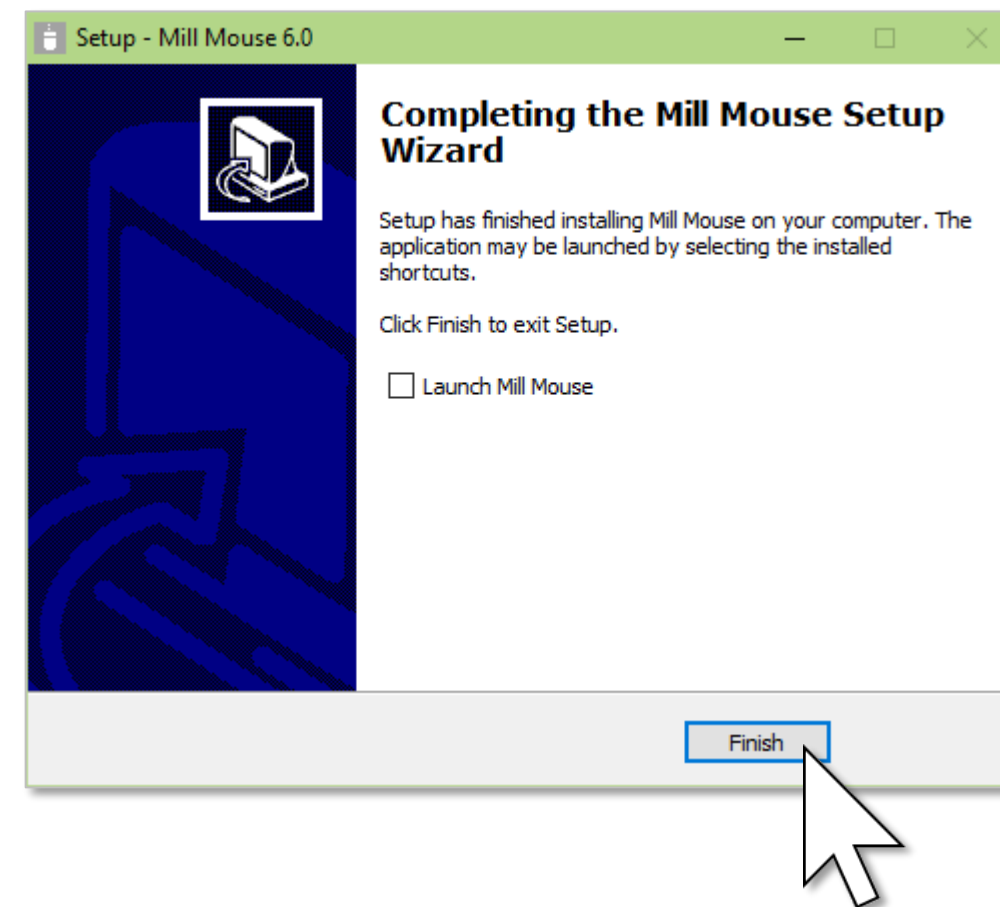 Setup - Mill Mouse 6.0
Completing the Mill Mouse Setup
Wizard
Setup has finished installing Mill Mouse on your computer. The
application may be launched by selecting the installed
shortcuts.
Click Finish to exit Setup.
Launch Mill Mouse
Finish